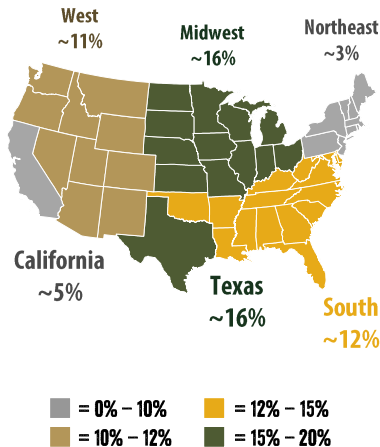 West
~11%
Midwest
~16%
Northeast
~3%
California
~5%
Texas
~16%
South
~12%
= 0% – 10%
= 12% – 15%
= 10% – 12%
= 15% – 20%